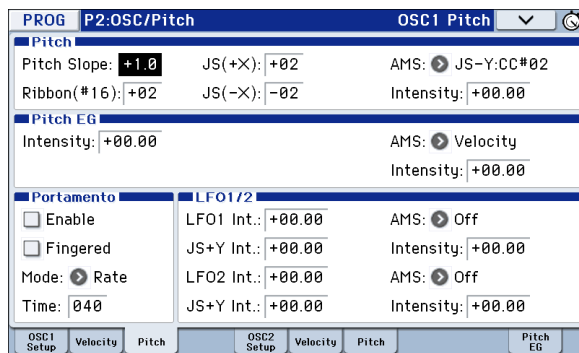 PROG P2:OSC/Pitch OSC1 Pitch
Pitch
Pitch Slope: +1.0 JS(+X): +02 AMS: JS-Y:CC#02
Ribbon(#16): +02 JS(-X): -02 Intensity: +00.00
Pitch EG
Intensity: +00.00 AMS: Velocity
Intensity: +00.00
Portamento LFO1/2
Enable LFO1 Int.: +00.00 AMS: Off
Fingered JS+Y Int.: +00.00 Intensity: +00.00
Mode: Rate LFO2 Int.: +00.00 AMS: Off
Time: 040 JS+Y Int.: +00.00 Intensity: +00.00
OSC1 Setup Velocity Pitch OSC2 Setup Velocity Pitch Pitch EG